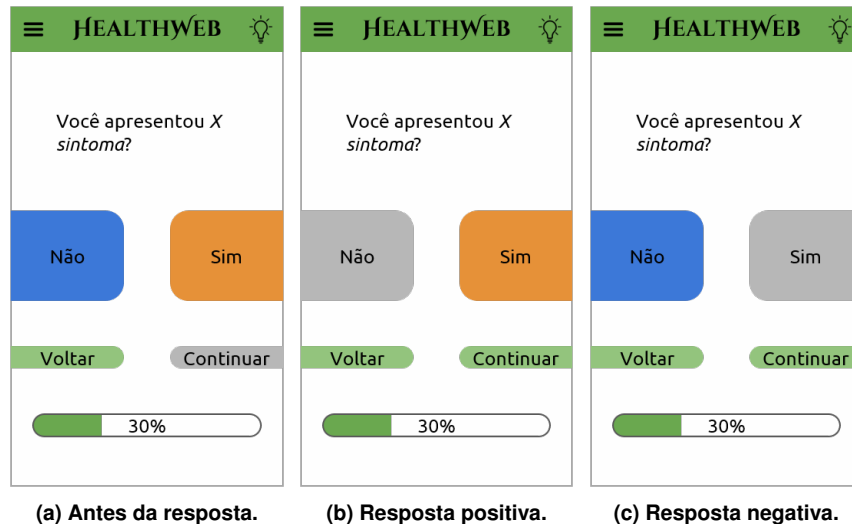 HEALTHWEB HEALTHWEB HEALTHWEB
Você apresentou X Você apresentou X Você apresentou X
sintoma? sintoma? sintoma?
Não Sim Não Sim Não Sim
Voltar Continuar Voltar Continuar Voltar Continuar
30% 30% 30%
(a) Antes da resposta. (b) Resposta positiva. (c) Resposta negativa.